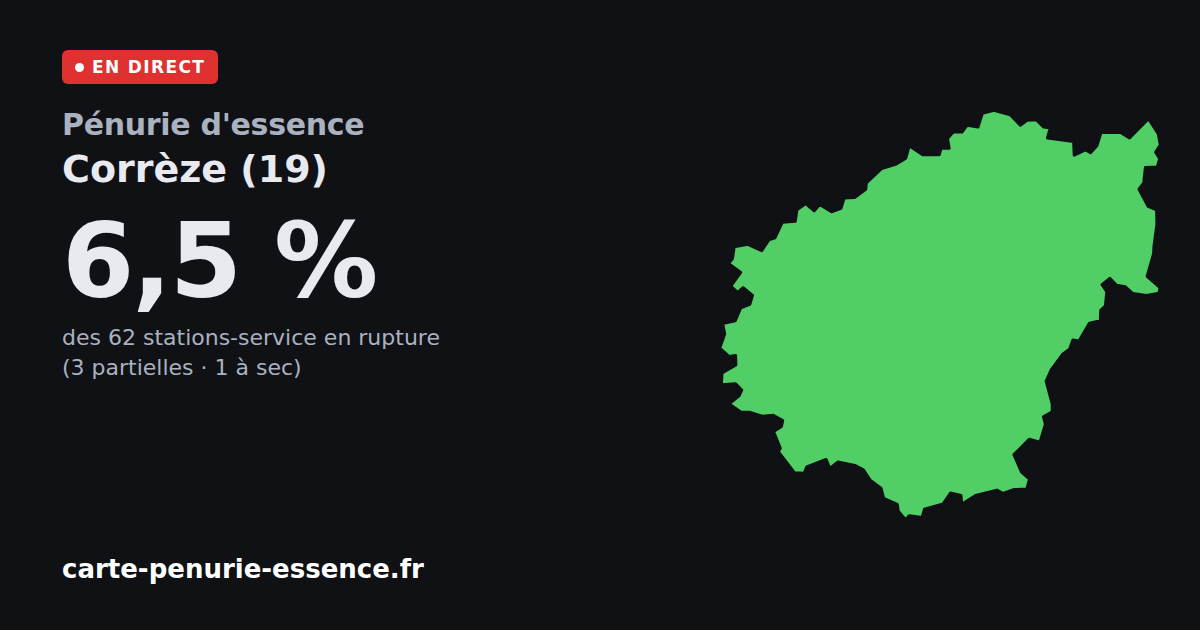 EN DIRECT
Pénurie d'essence
Corrèze (19)
6,5 %
des 62 stations-service en rupture
(3 partielles · 1 à sec)
carte-penurie-essence.fr